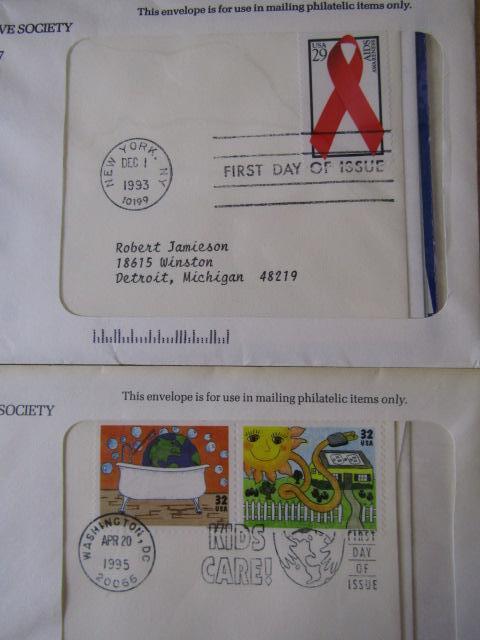 This envelope is for use in mailing philatelic items only.
VE SOCIETY
7
USA
29
AIDS
AWARENESS
NEW YORK, NY
DEC 1
1993
10199
FIRST DAY OF ISSUE
Robert Jamieson
18615 Winston
Detroit, Michigan 48219
This envelope is for use in mailing philatelic items only.
SOCIETY
32
USA
32
USA
WASHINGTON, DC
APR 20
1995
20066
KIDS
CARE!
FIRST
DAY
OF
ISSUE